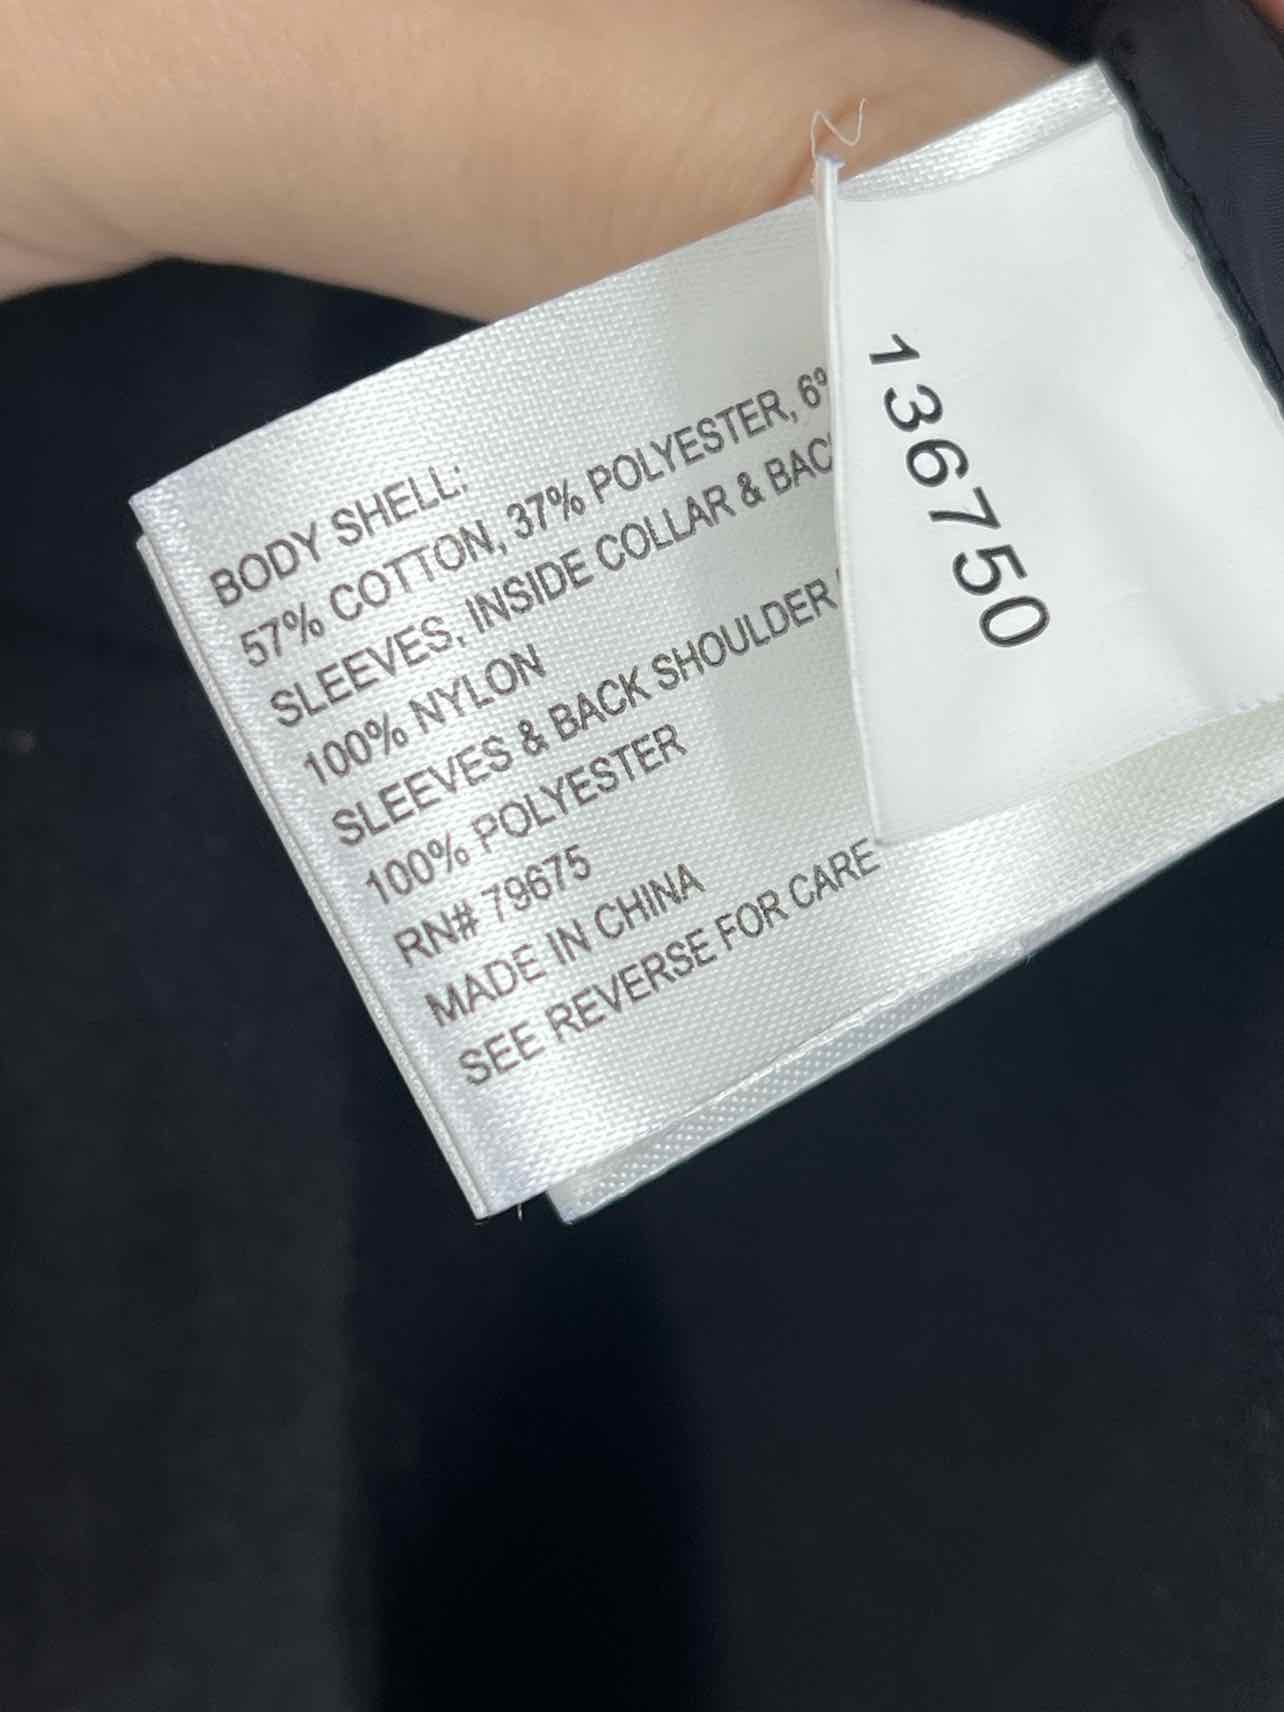 BODY SHELL:
57% COTTON, 37% POLYESTER, 6%
SLEEVES, INSIDE COLLAR & BAC
100% NYLON
SLEEVES & BACK SHOULDER
100% POLYESTER
RN# 79675
MADE IN CHINA
SEE REVERSE FOR CARE
136750